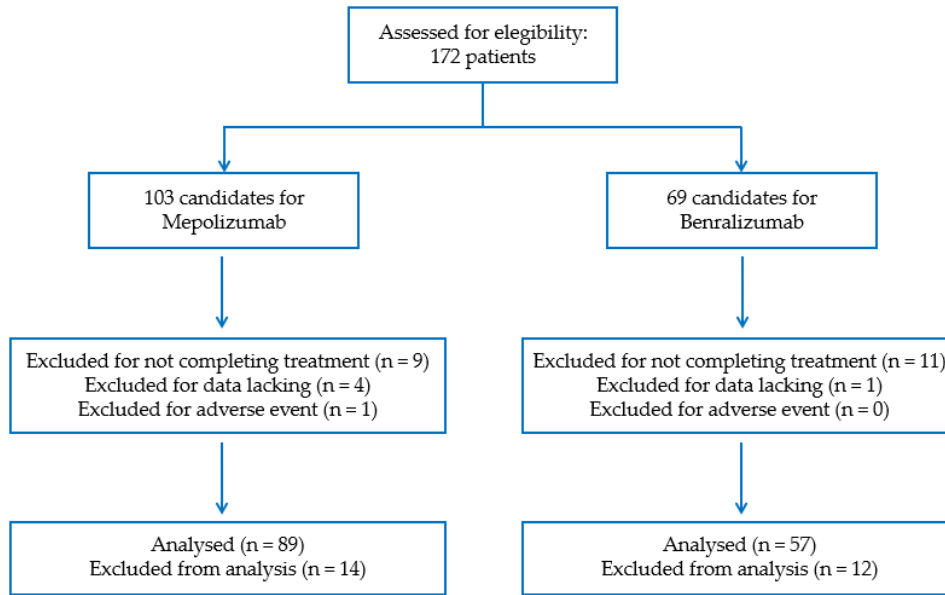 Assessed for elegibility:
172 patients
103 candidates for
Mepolizumab
69 candidates for
Benralizumab
Excluded for not completing treatment (n = 9)
Excluded for data lacking (n = 4)
Excluded for adverse event (n = 1)
Excluded for not completing treatment (n = 11)
Excluded for data lacking (n = 1)
Excluded for adverse event (n = 0)
Analysed (n = 89)
Excluded from analysis (n = 14)
Analysed (n = 57)
Excluded from analysis (n = 12)